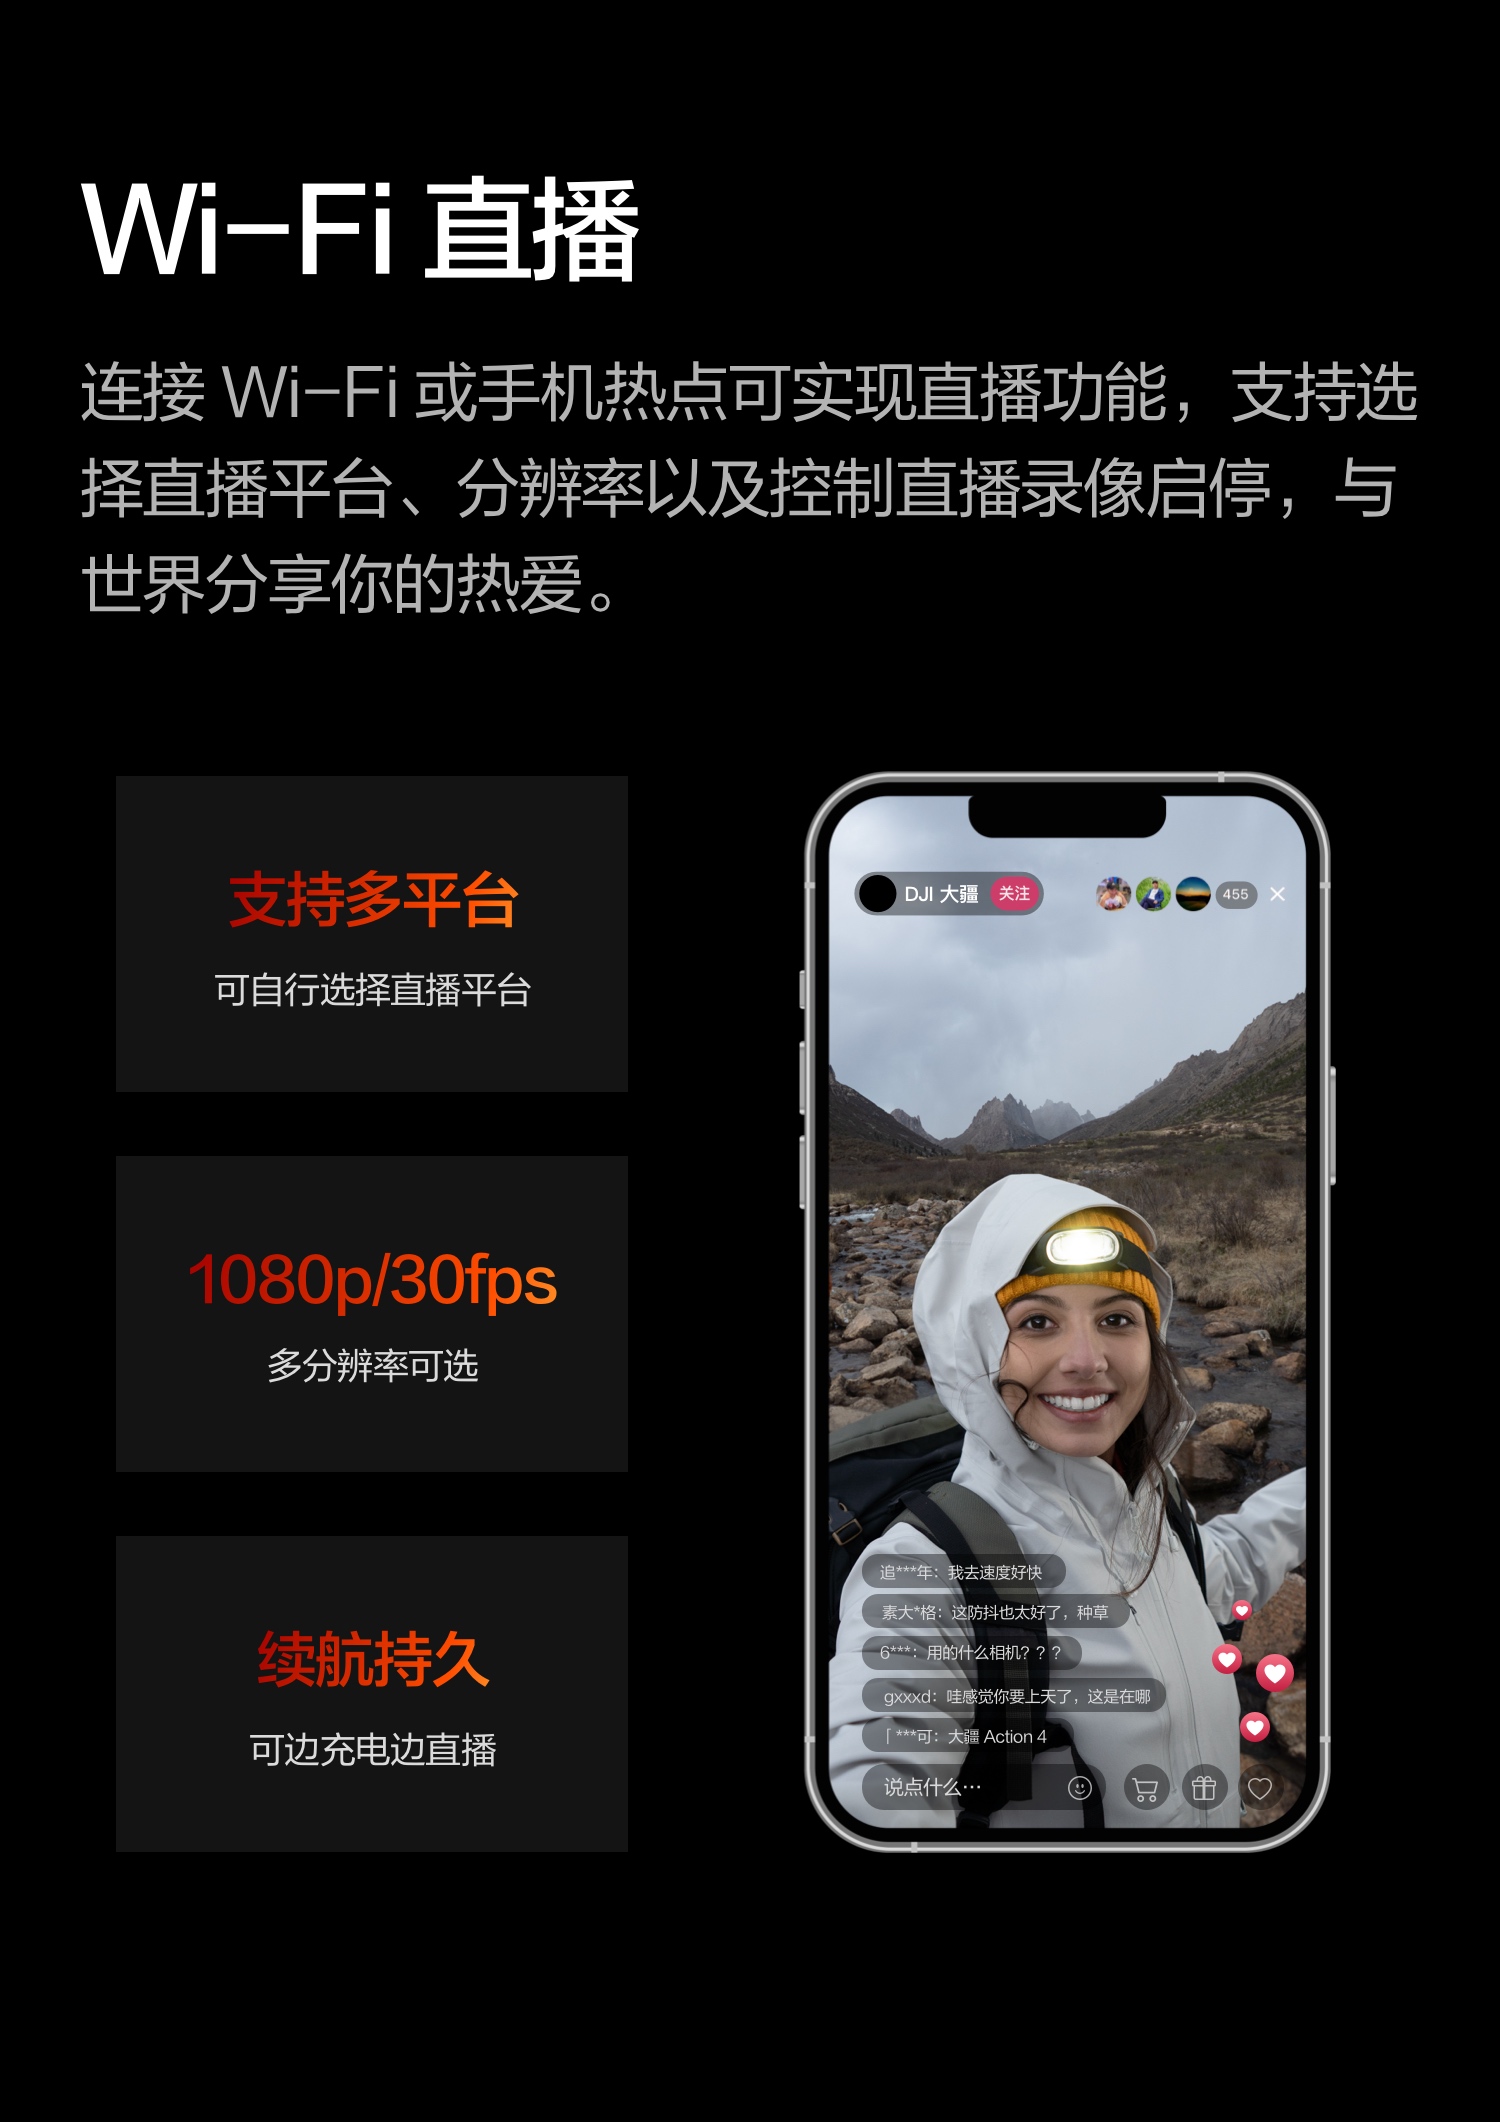 Wi-Fi 直播
连接 Wi-Fi 或手机热点可实现直播功能，支持选
择直播平台、分辨率以及控制直播录像启停，与
世界分享你的热爱。
支持多平台
可自行选择直播平台
1080p/30fps
多分辨率可选
续航持久
可边充电边直播
DJI 大疆 关注 455
追***年：我去速度好快
素大*格：这防抖也太好了，种草
6***：用的什么相机？？？
gxxxd：哇感觉你要上天了，这是在哪
「***可：大疆 Action 4
说点什么…